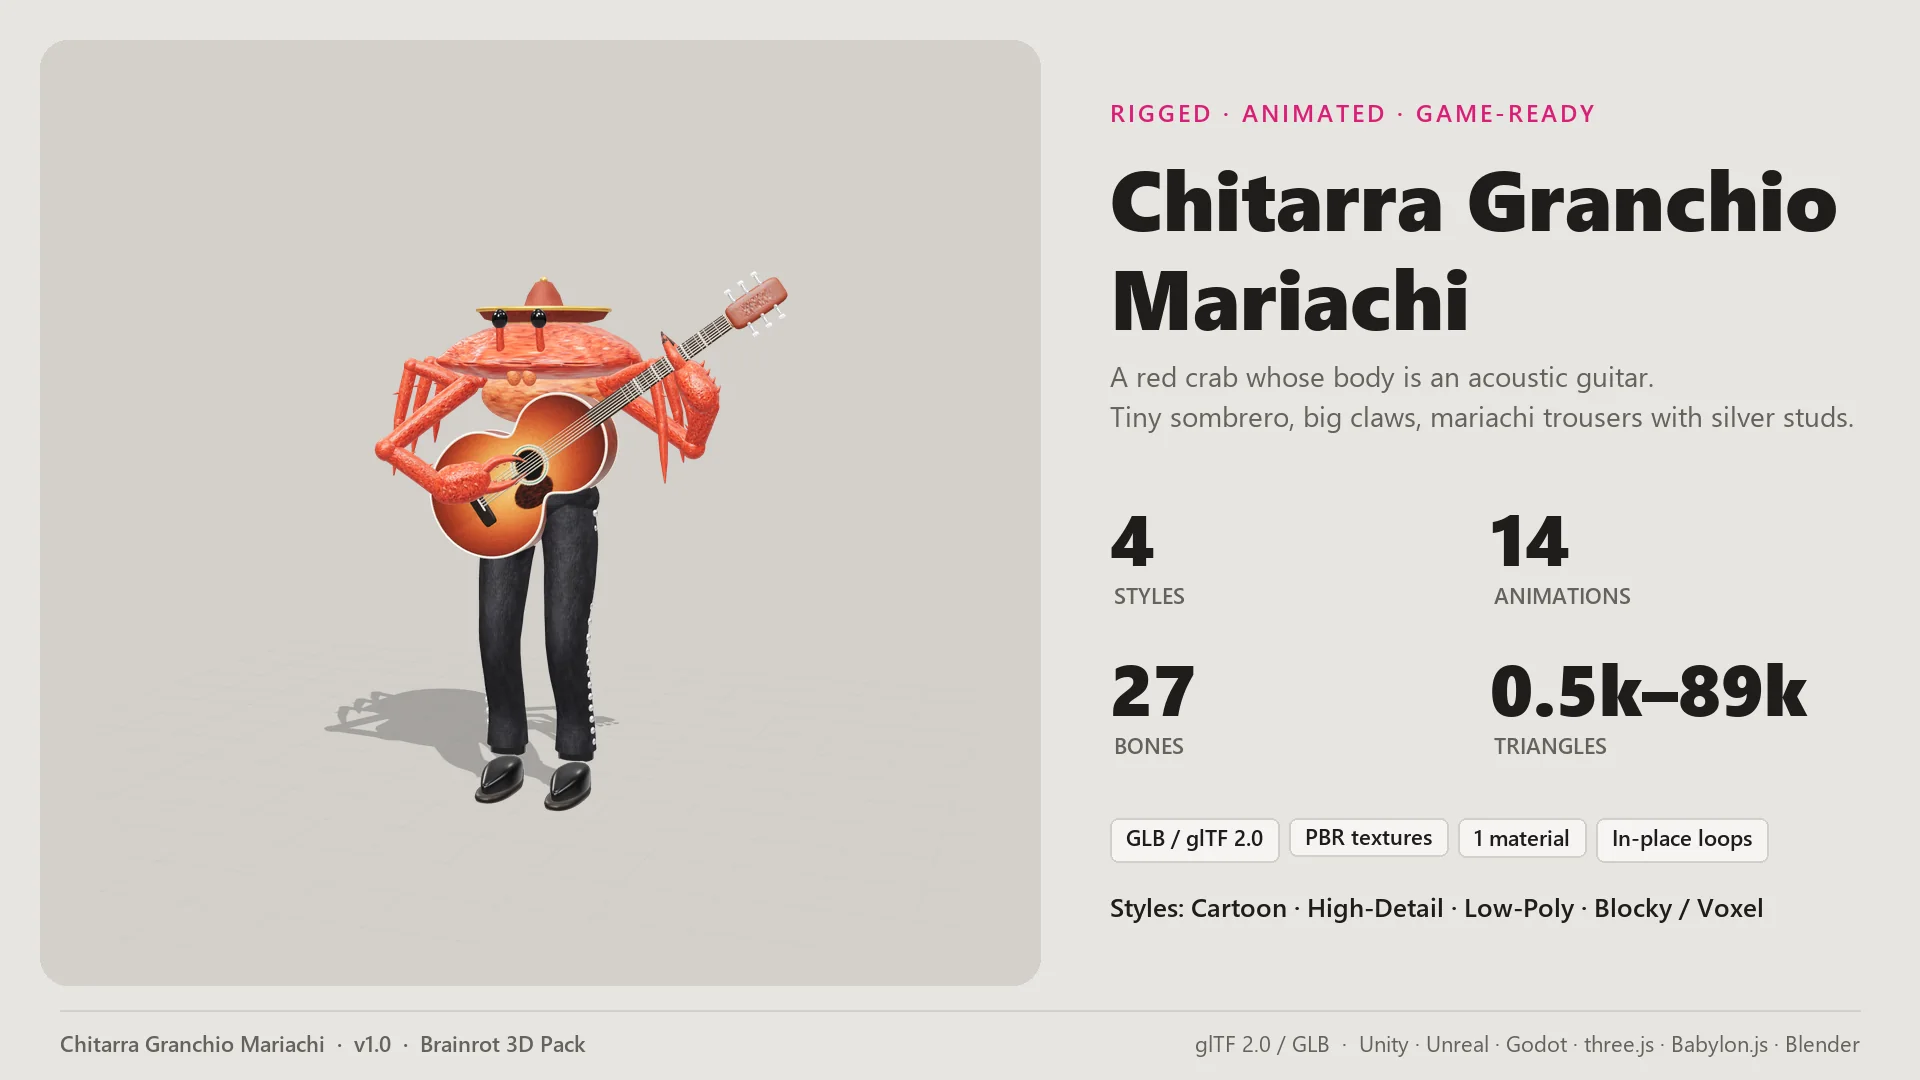 RIGGED · ANIMATED · GAME-READY
Chitarra Granchio
Mariachi
A red crab whose body is an acoustic guitar.
Tiny sombrero, big claws, mariachi trousers with silver studs.
4
STYLES
14
ANIMATIONS
27
BONES
0.5k–89k
TRIANGLES
GLB / glTF 2.0
PBR textures
1 material
In-place loops
Styles: Cartoon · High-Detail · Low-Poly · Blocky / Voxel
Chitarra Granchio Mariachi · v1.0 · Brainrot 3D Pack
glTF 2.0 / GLB · Unity · Unreal · Godot · three.js · Babylon.js · Blender